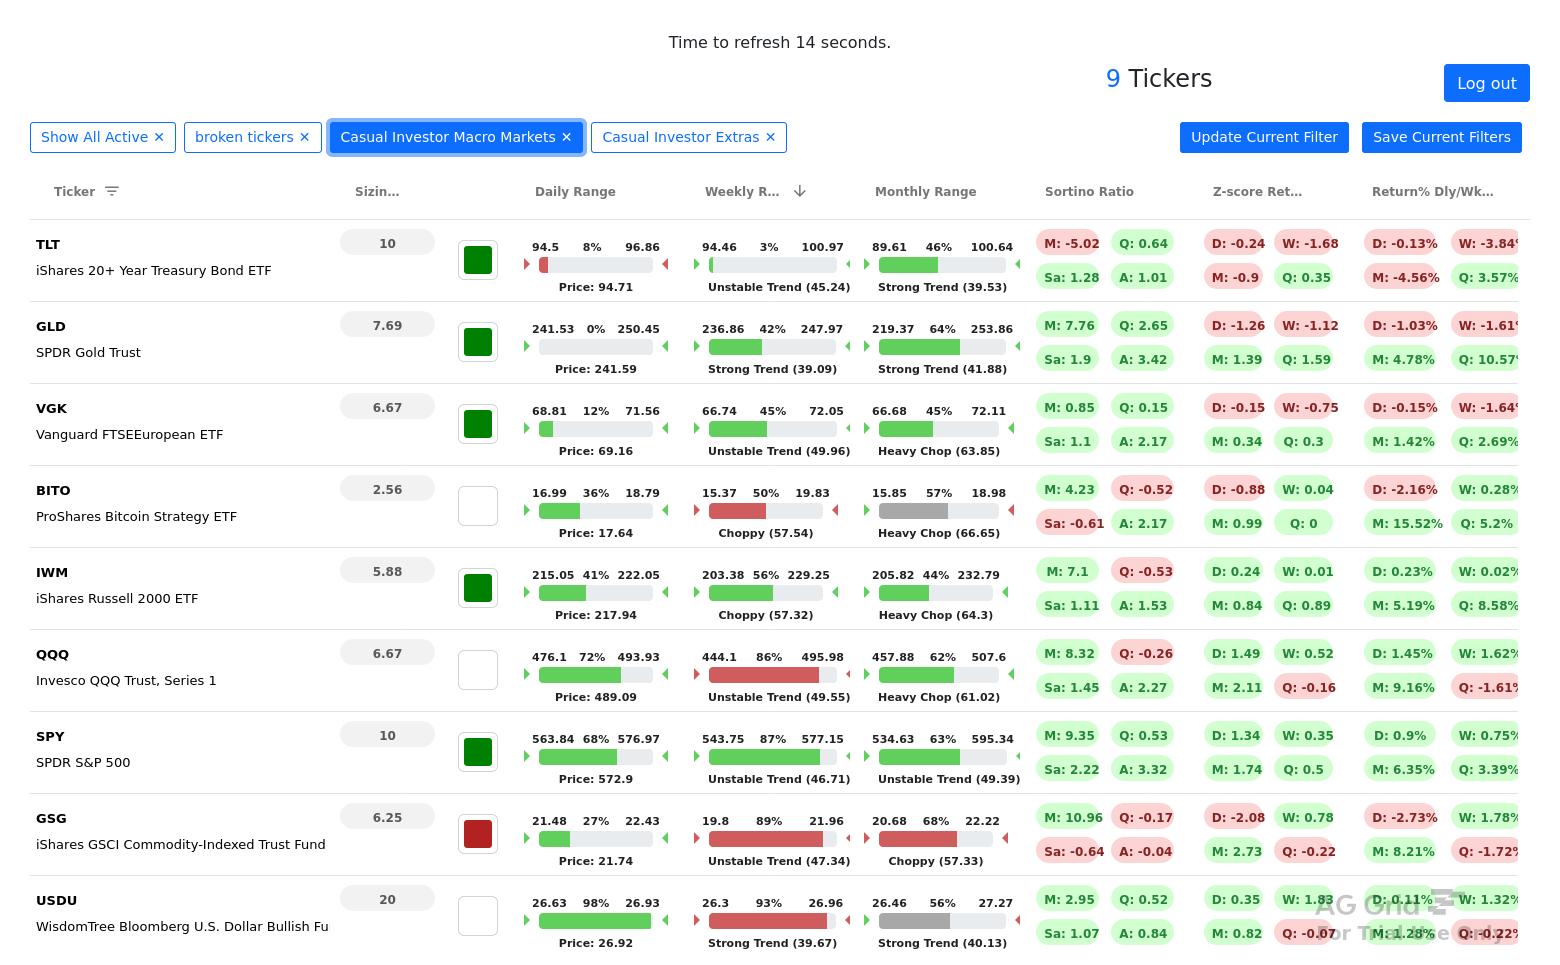 Time to refresh 14 seconds.
9 Tickers
Log out
Show All Active ✕ broken tickers ✕ Casual Investor Macro Markets ✕ Casual Investor Extras ✕ Update Current Filter Save Current Filters
Ticker Sizin... Daily Range Weekly R... Monthly Range Sortino Ratio Z-score Ret... Return% Dly/Wk...
TLT 10 94.5 8% 96.86 94.46 3% 100.97 89.61 46% 100.64 M: -5.02 Q: 0.64 D: -0.24 W: -1.68 D: -0.13% W: -3.84%
iShares 20+ Year Treasury Bond ETF Price: 94.71 Unstable Trend (45.24) Strong Trend (39.53) Sa: 1.28 A: 1.01 M: -0.9 Q: 0.35 M: -4.56% Q: 3.57%
GLD 7.69 241.53 0% 250.45 236.86 42% 247.97 219.37 64% 253.86 M: 7.76 Q: 2.65 D: -1.26 W: -1.12 D: -1.03% W: -1.61%
SPDR Gold Trust Price: 241.59 Strong Trend (39.09) Strong Trend (41.88) Sa: 1.9 A: 3.42 M: 1.39 Q: 1.59 M: 4.78% Q: 10.57%
VGK 6.67 68.81 12% 71.56 66.74 45% 72.05 66.68 45% 72.11 M: 0.85 Q: 0.15 D: -0.15 W: -0.75 D: -0.15% W: -1.64%
Vanguard FTSEEuropean ETF Price: 69.16 Unstable Trend (49.96) Heavy Chop (63.85) Sa: 1.1 A: 2.17 M: 0.34 Q: 0.3 M: 1.42% Q: 2.69%
BITO 2.56 16.99 36% 18.79 15.37 50% 19.83 15.85 57% 18.98 M: 4.23 Q: -0.52 D: -0.88 W: 0.04 D: -2.16% W: 0.28%
ProShares Bitcoin Strategy ETF Price: 17.64 Choppy (57.54) Heavy Chop (66.65) Sa: -0.61 A: 2.17 M: 0.99 Q: 0 M: 15.52% Q: 5.2%
IWM 5.88 215.05 41% 222.05 203.38 56% 229.25 205.82 44% 232.79 M: 7.1 Q: -0.53 D: 0.24 W: 0.01 D: 0.23% W: 0.02%
iShares Russell 2000 ETF Price: 217.94 Choppy (57.32) Heavy Chop (64.3) Sa: 1.11 A: 1.53 M: 0.84 Q: 0.89 M: 5.19% Q: 8.58%
QQQ 6.67 476.1 72% 493.93 444.1 86% 495.98 457.88 62% 507.6 M: 8.32 Q: -0.26 D: 1.49 W: 0.52 D: 1.45% W: 1.62%
Invesco QQQ Trust, Series 1 Price: 489.09 Unstable Trend (49.55) Heavy Chop (61.02) Sa: 1.45 A: 2.27 M: 2.11 Q: -0.16 M: 9.16% Q: -1.61%
SPY 10 563.84 68% 576.97 543.75 87% 577.15 534.63 63% 595.34 M: 9.35 Q: 0.53 D: 1.34 W: 0.35 D: 0.9% W: 0.75%
SPDR S&P 500 Price: 572.9 Unstable Trend (46.71) Unstable Trend (49.39) Sa: 2.22 A: 3.32 M: 1.74 Q: 0.5 M: 6.35% Q: 3.39%
GSG 6.25 21.48 27% 22.43 19.8 89% 21.96 20.68 68% 22.22 M: 10.96 Q: -0.17 D: -2.08 W: 0.78 D: -2.73% W: 1.78%
iShares GSCI Commodity-Indexed Trust Fund Price: 21.74 Unstable Trend (47.34) Choppy (57.33) Sa: -0.64 A: -0.04 M: 2.73 Q: -0.22 M: 8.21% Q: -1.72%
USDU 20 26.63 98% 26.93 26.3 93% 26.96 26.46 56% 27.27 M: 2.95 Q: 0.52 D: 0.35 W: 1.83 D: 0.11% W: 1.32%
AG Grid
WisdomTree Bloomberg U.S. Dollar Bullish Fu Price: 26.92 Strong Trend (39.67) Strong Trend (40.13) Sa: 1.07 A: 0.84 M: 0.82 Q: -0.07 M: 1.28% Q: -0.22%
For Trial Use Only